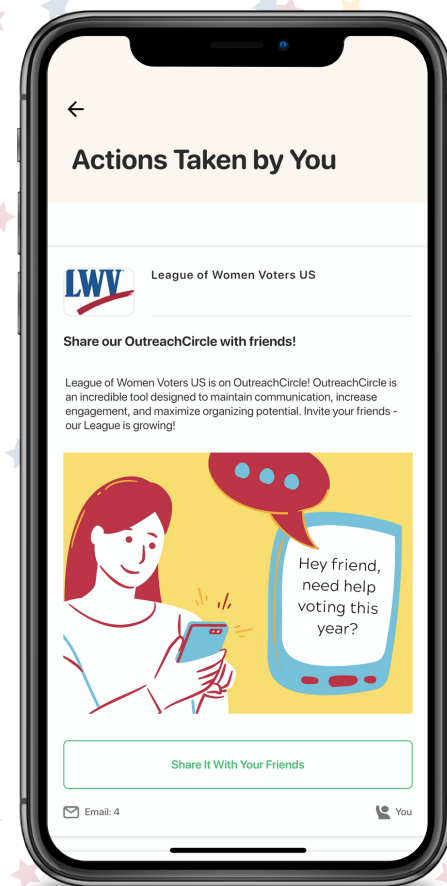 Actions Taken by You
LWV
League of Women Voters US
Share our OutreachCircle with friends!
League of Women Voters US is on OutreachCircle! OutreachCircle is
an incredible tool designed to maintain communication, increase
engagement, and maximize organizing potential. Invite your friends -
our League is growing!
Hey friend,
need help
voting this
year?
Share It With Your Friends
Email: 4
You